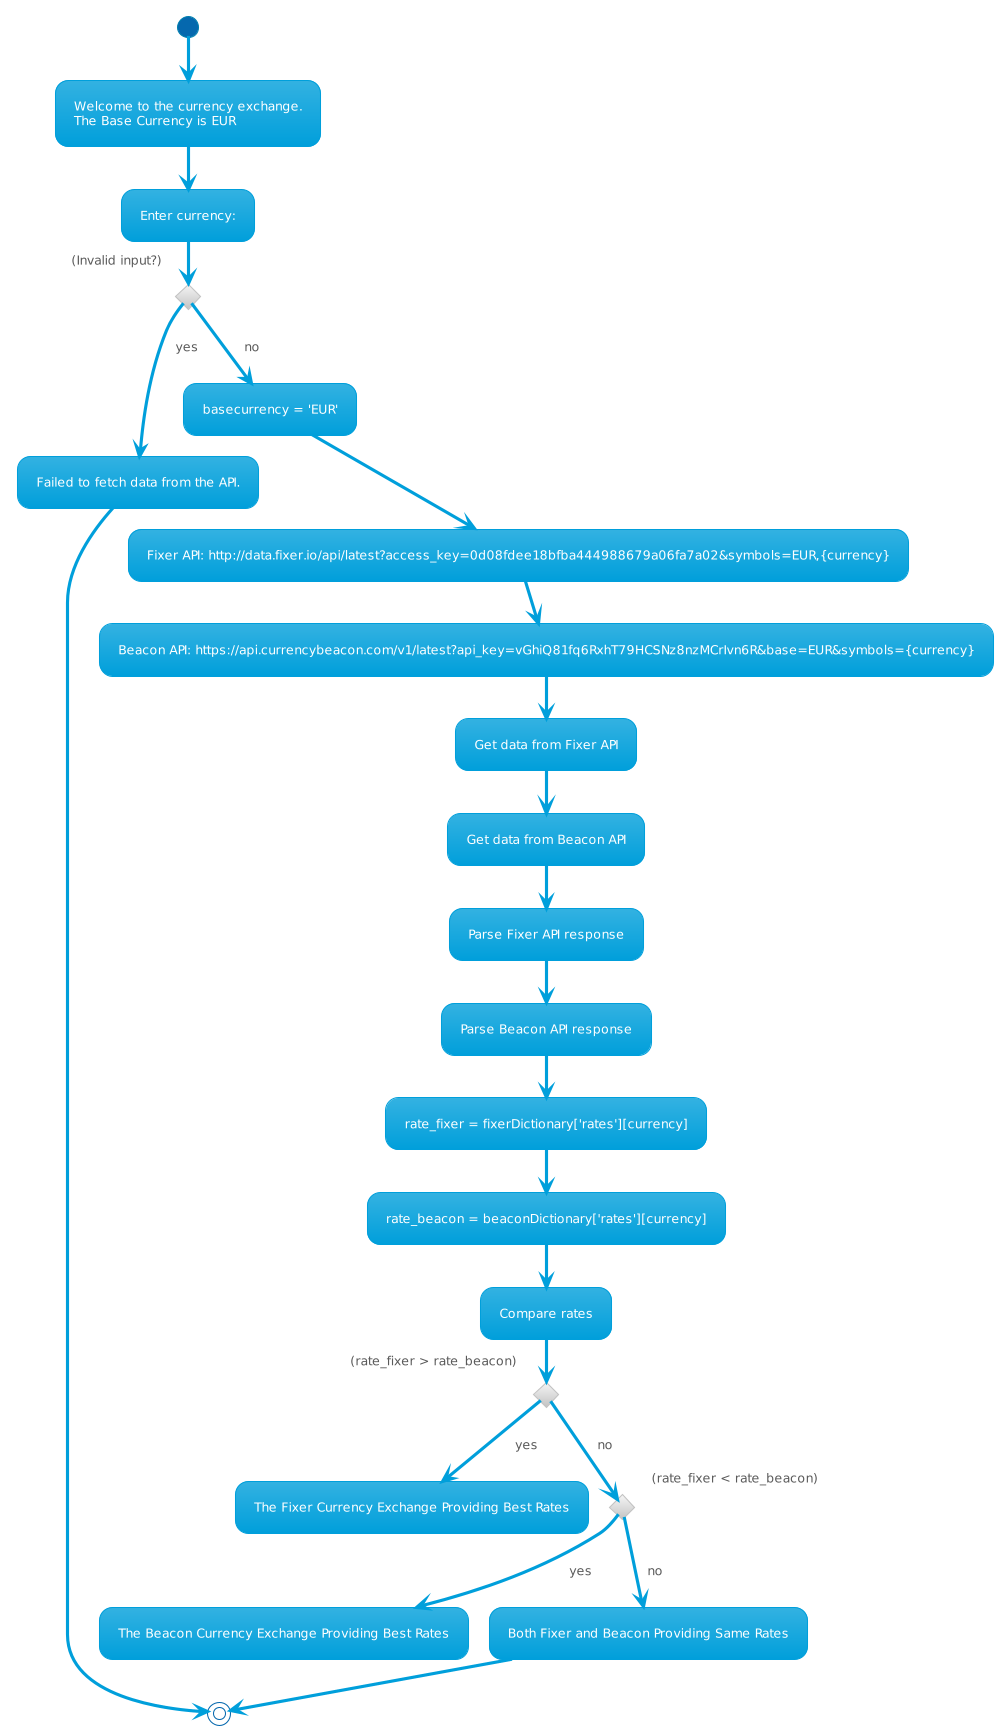 Welcome to the currency exchange.
The Base Currency is EUR
Enter currency:
(Invalid input?)
yes
no
basecurrency = 'EUR'
Failed to fetch data from the API.
Fixer API: http://data.fixer.io/api/latest?access_key=0d08fdee18bfba444988679a06fa7a02&symbols=EUR,{currency}
Beacon API: https://api.currencybeacon.com/v1/latest?api_key=vGhiQ81fq6RxhT79HCSNz8nzMCrIvn6R&base=EUR&symbols={currency}
Get data from Fixer API
Get data from Beacon API
Parse Fixer API response
Parse Beacon API response
rate_fixer = fixerDictionary['rates'][currency]
rate_beacon = beaconDictionary['rates'][currency]
Compare rates
(rate_fixer > rate_beacon)
yes
no
(rate_fixer < rate_beacon)
The Fixer Currency Exchange Providing Best Rates
yes
no
The Beacon Currency Exchange Providing Best Rates
Both Fixer and Beacon Providing Same Rates